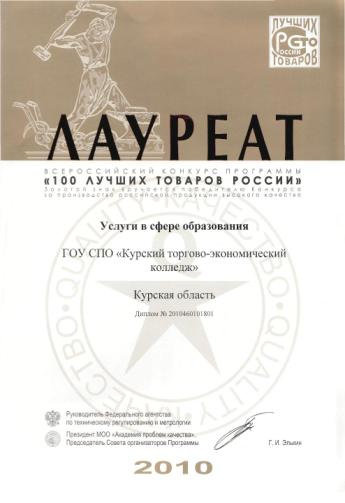 100 ЛУЧШИХ
РОССИИ
ТОВАРОВ
ЛАУРЕАТ
ВСЕРОССИЙСКИЙ КОНКУРС ПРОГРАММЫ
«100 ЛУЧШИХ ТОВАРОВ РОССИИ»
Золотой знак вручается победителю Конкурса
за производство российской продукции высокого качества
Услуги в сфере образования
ГОУ СПО «Курский торгово-экономический
колледж»
Курская область
Диплом № 2010460101801
КАЧЕСТВО · QUALITY
Руководитель Федерального агентства
по техническому регулированию и метрологии
Президент МОО «Академия проблем качества».
Председатель Совета организаторов Программы
Г. И. Элькин
2010